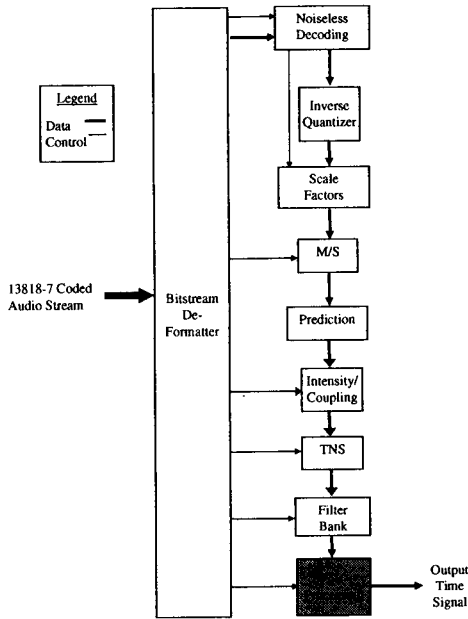 Noiseless
Decoding
Legend
Data
Control
Inverse
Quantizer
Scale
Factors
M/S
13818-7 Coded
Audio Stream
Bitstream
De-
Formatter
Prediction
Intensity/
Coupling
TNS
Filter
Bank
Output
Time
Signal